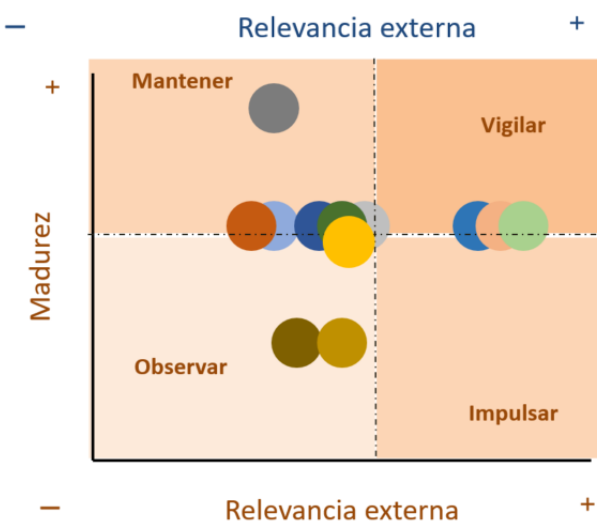 − Relevancia externa +
+
Mantener
Vigilar
Madurez
Observar
Impulsar
− Relevancia externa +